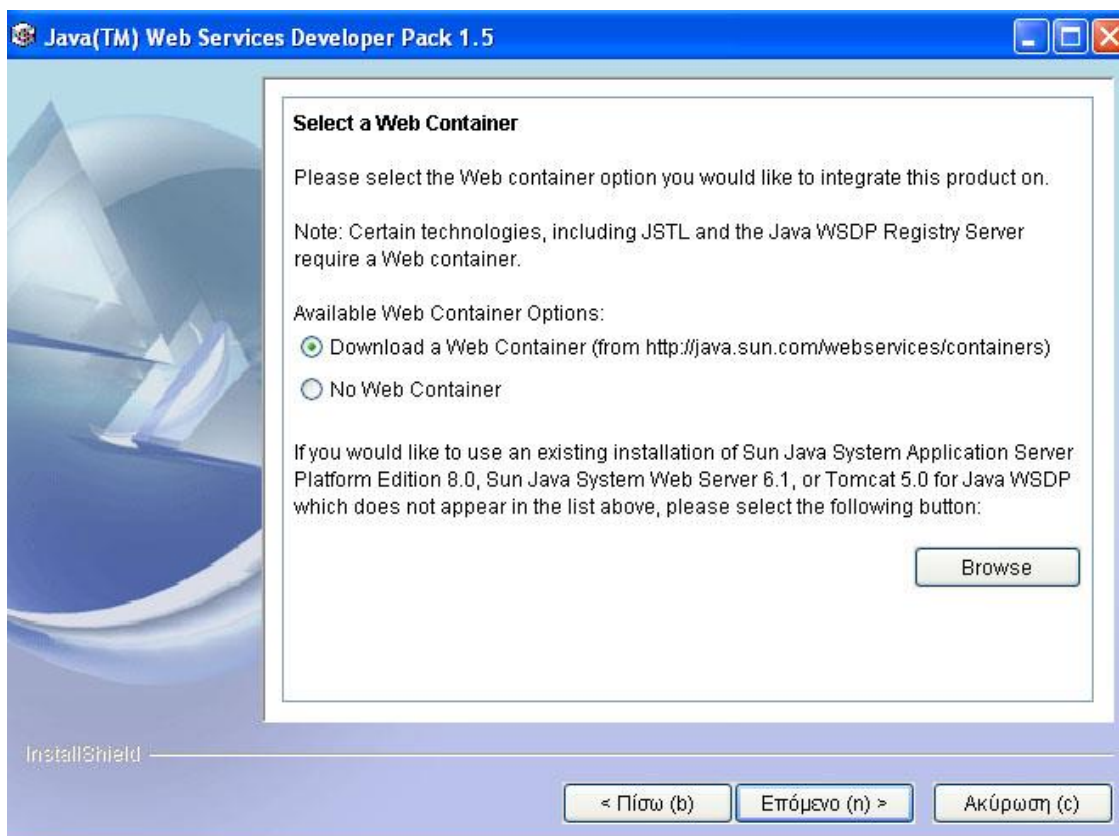 Java(TM) Web Services Developer Pack 1.5
Select a Web Container
Please select the Web container option you would like to integrate this product on.
Note: Certain technologies, including JSTL and the Java WSDP Registry Server
require a Web container.
Available Web Container Options:
Download a Web Container (from http://java.sun.com/webservices/containers)
No Web Container
If you would like to use an existing installation of Sun Java System Application Server
Platform Edition 8.0, Sun Java System Web Server 6.1, or Tomcat 5.0 for Java WSDP
which does not appear in the list above, please select the following button:
Browse
InstallShield
< Πίσω (b) Επόμενο (n) > Ακύρωση (c)